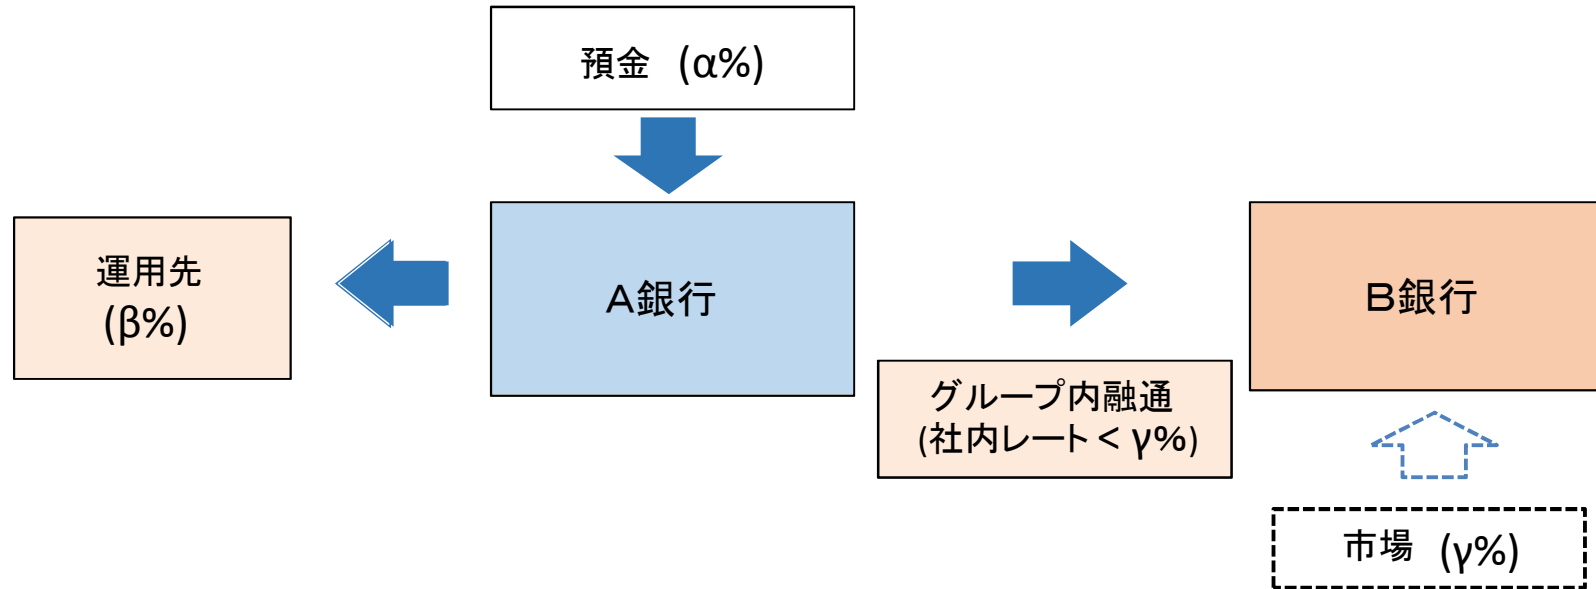 預金 (α%)
運用先
(β%)
A銀行
B銀行
グループ内融通
(社内レート < γ%)
市場 (γ%)